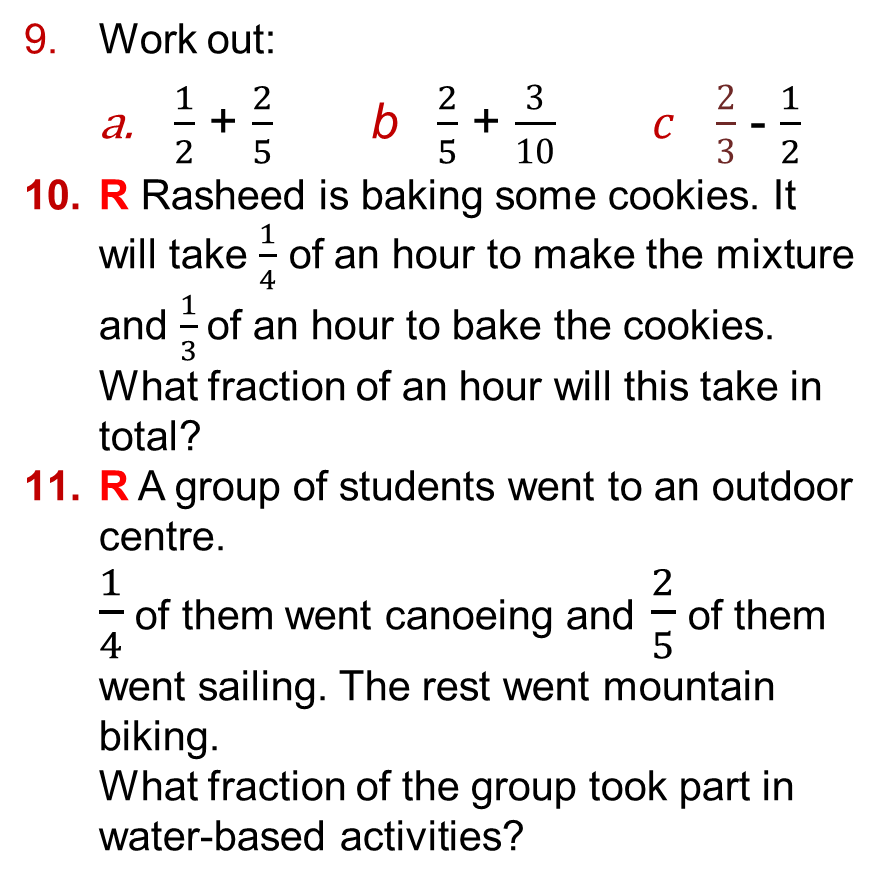 9. Work out:
a. 1/2 + 2/5 b 2/5 + 3/10 c 2/3 - 1/2
10. R Rasheed is baking some cookies. It
will take 1/4 of an hour to make the mixture
and 1/3 of an hour to bake the cookies.
What fraction of an hour will this take in
total?
11. R A group of students went to an outdoor
centre.
1/4 of them went canoeing and 2/5 of them
went sailing. The rest went mountain
biking.
What fraction of the group took part in
water-based activities?